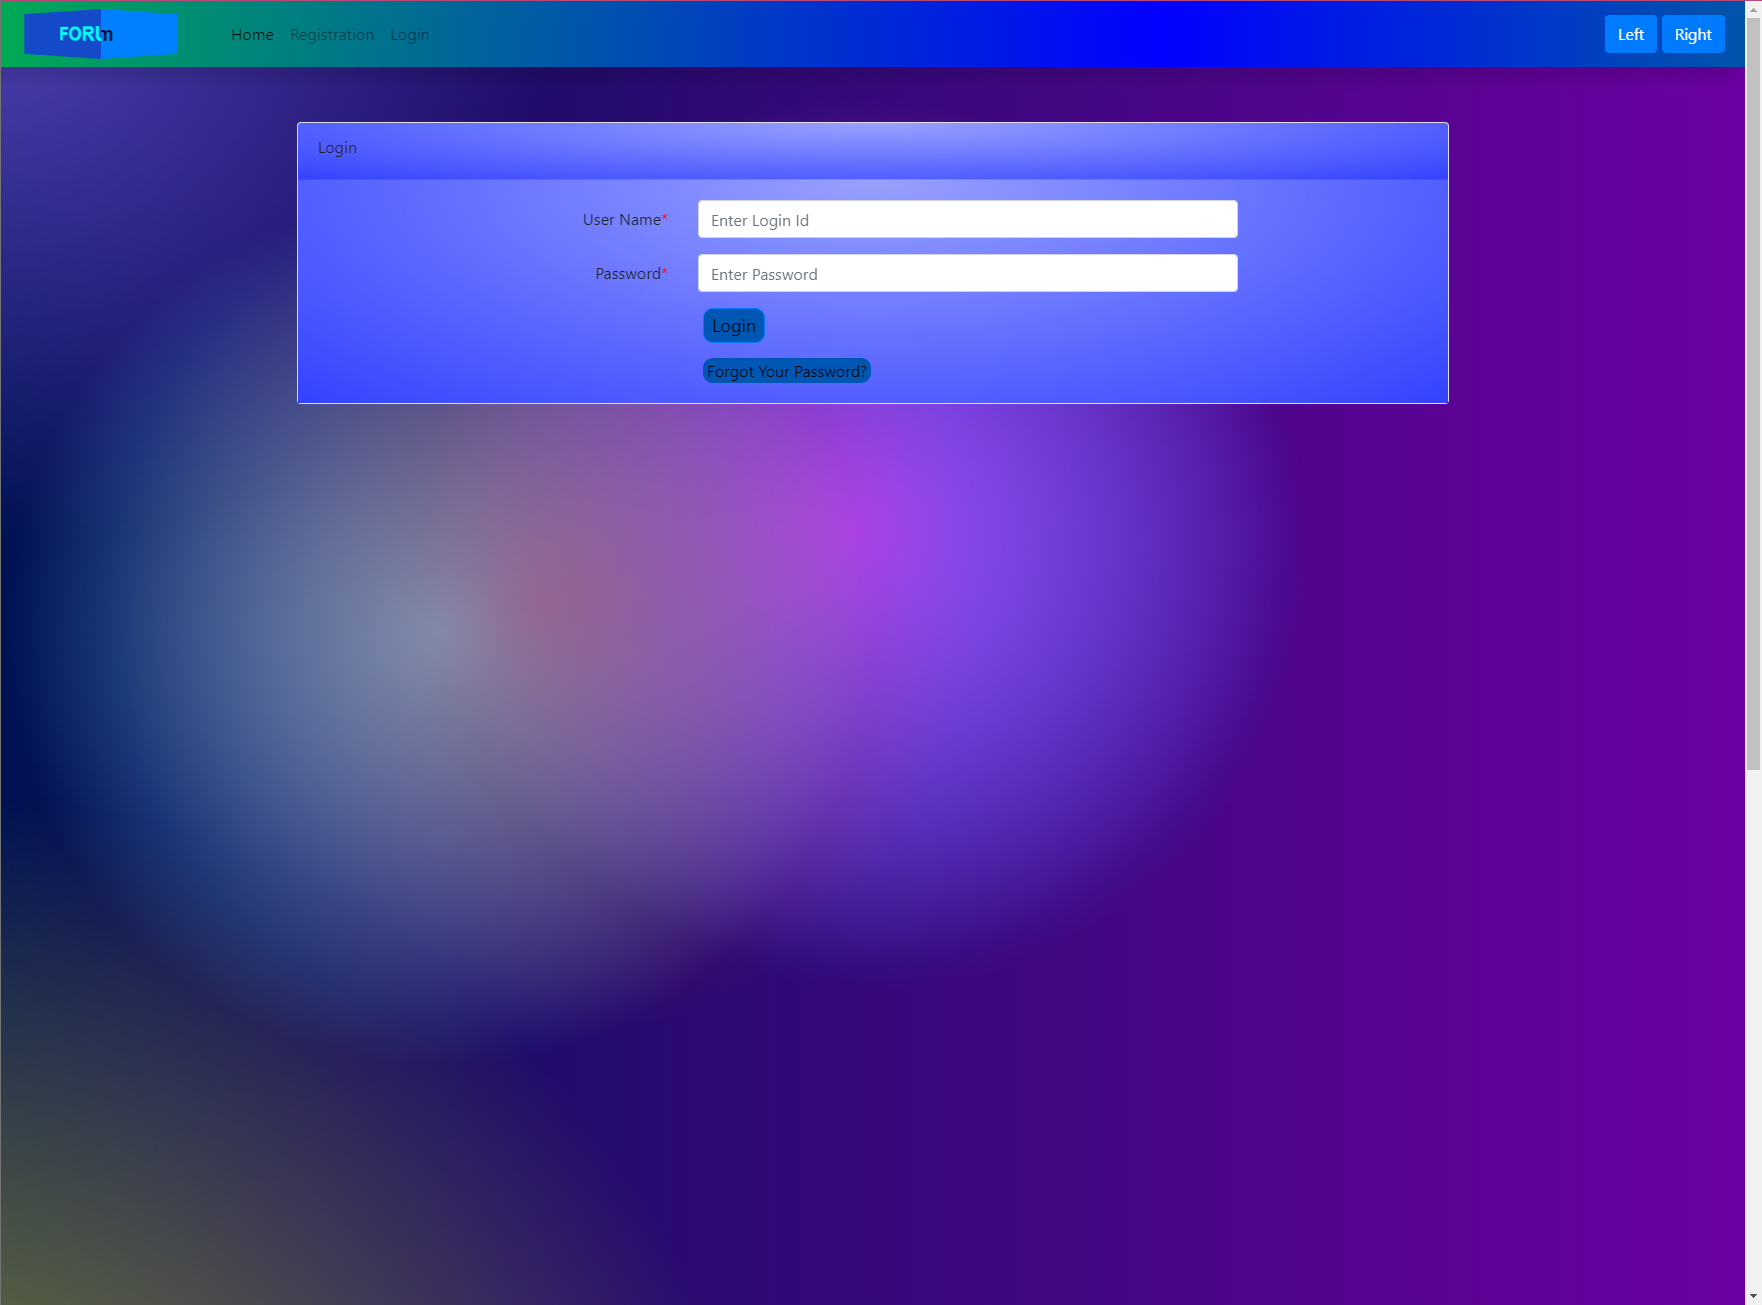 FORUm
Home Registration Login
Left Right
Login
User Name* Enter Login Id
Password* Enter Password
Login
Forgot Your Password?